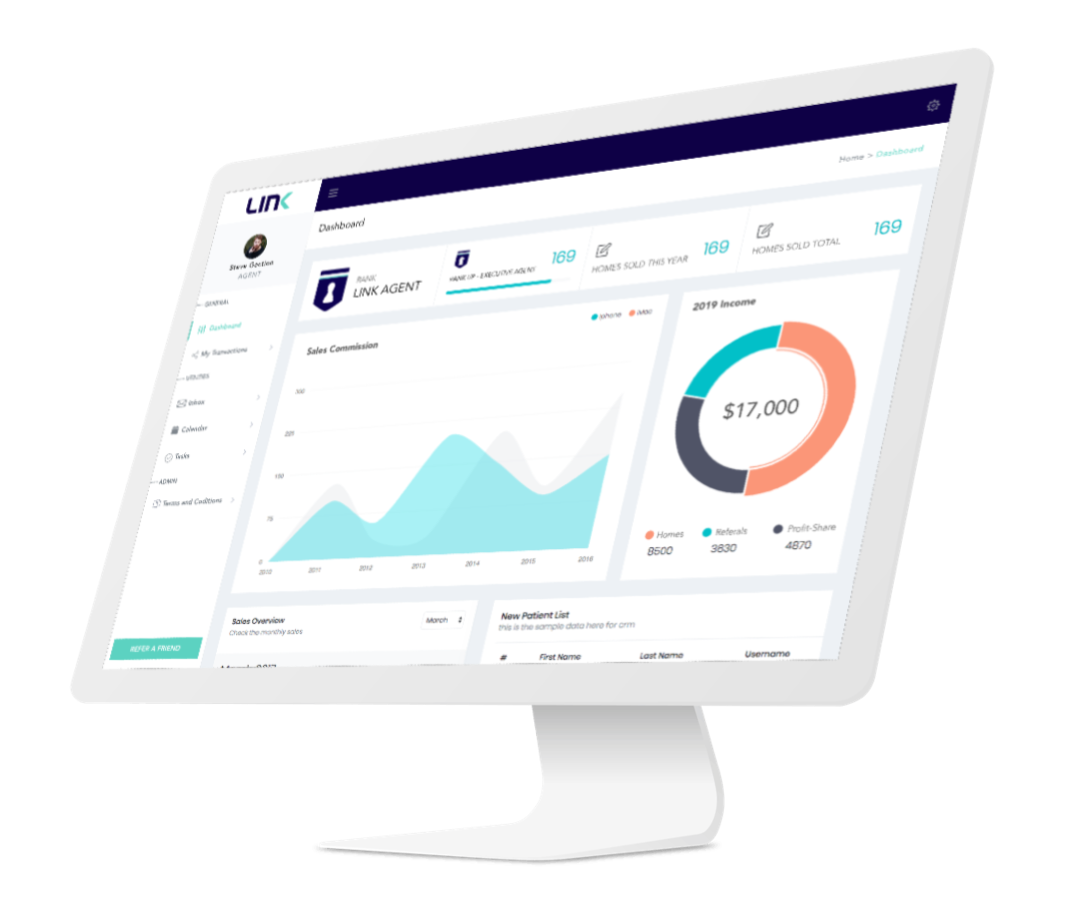 LINK
Dashboard
Home > Dashboard
Steve Gostion
AGENT
GENERAL
Dashboard
My Transactions
UTILITIES
Inbox
Calendar
Tasks
ADMIN
Terms and Coditions
REFER A FRIEND
RANK
LINK AGENT
RANK UP - EXECUTIVE AGENT
169
HOMES SOLD THIS YEAR
169
HOMES SOLD TOTAL
169
Sales Commission
Iphone
iMac
300
225
150
75
0
2010
2011
2012
2013
2014
2015
2016
2019 Income
$17,000
Homes
8500
Referals
3830
Profit-Share
4870
Sales Overview
Check the monthly sales
March
New Patient List
this is the sample data here for crm
#
First Name
Last Name
Username